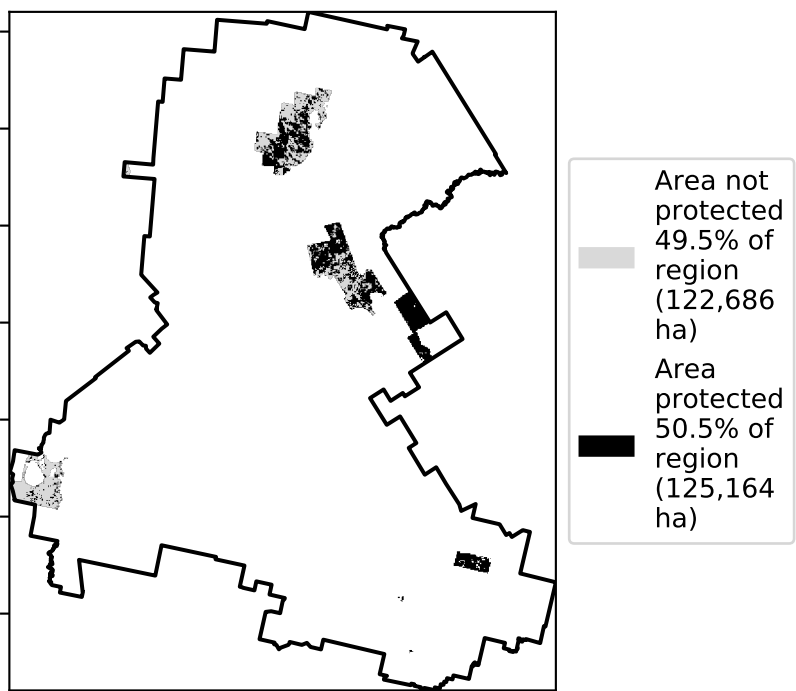 Area not
protected
49.5% of
region
(122,686
ha)
Area
protected
50.5% of
region
(125,164
ha)